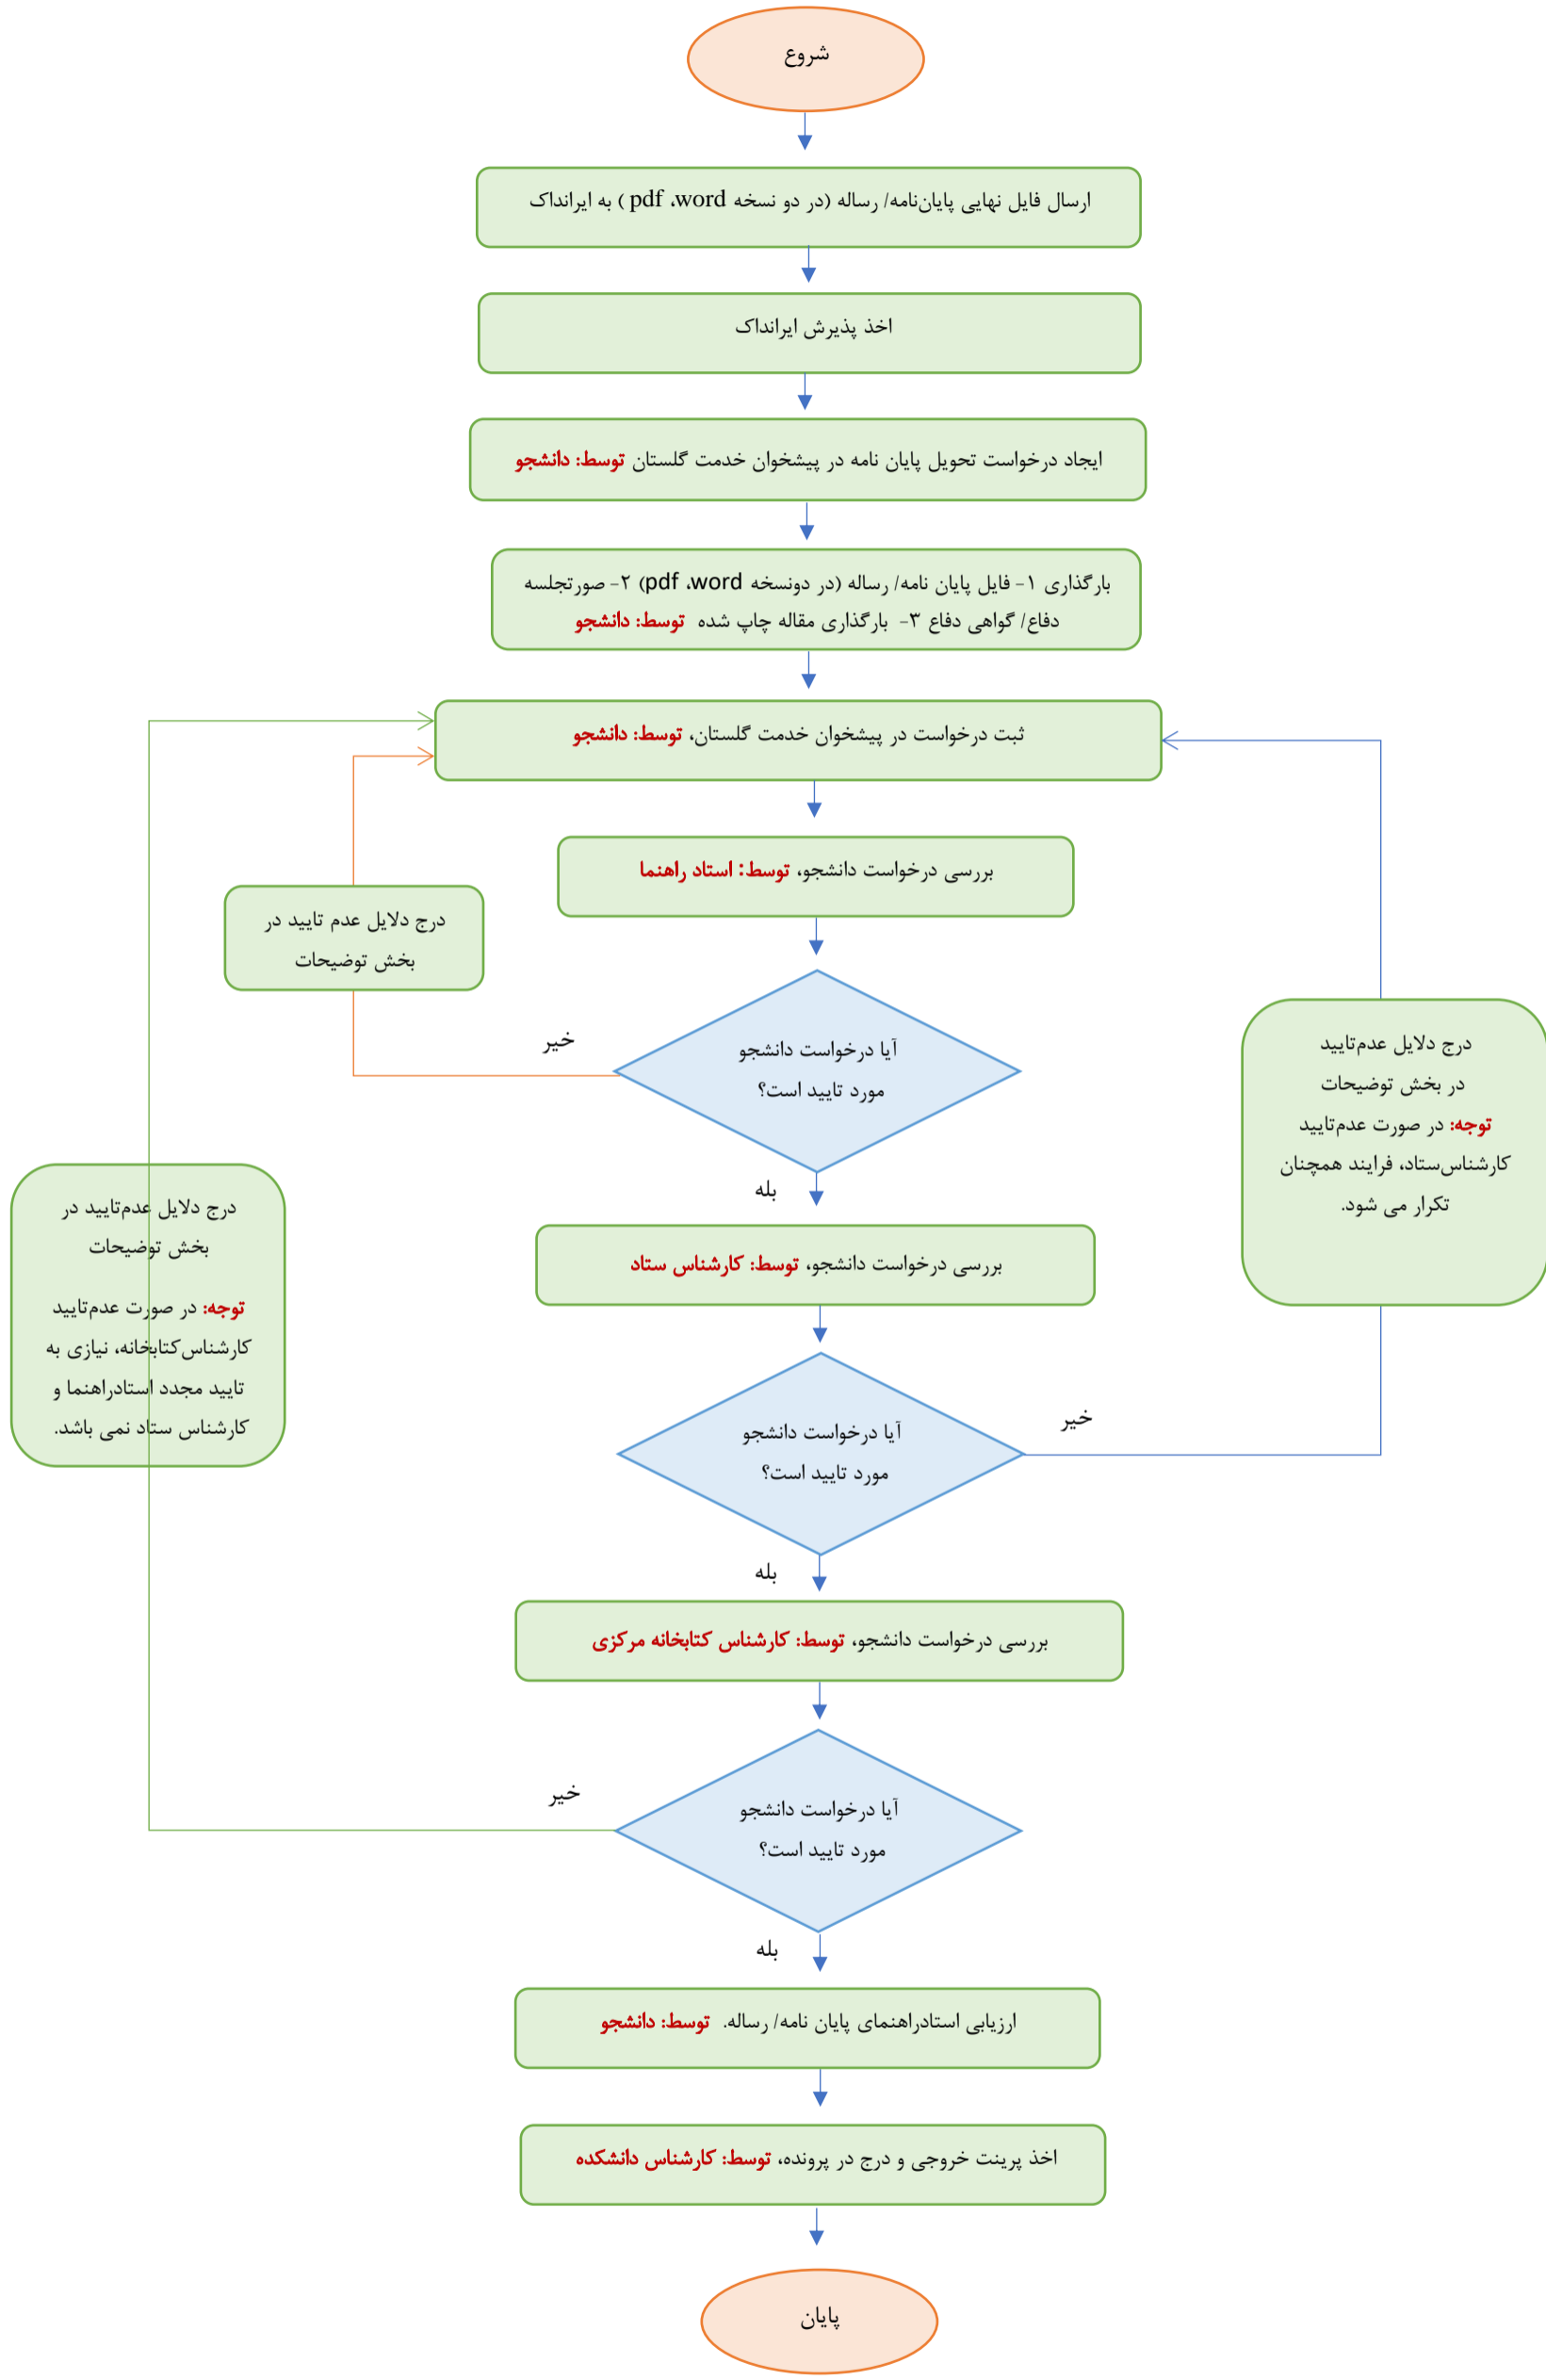 شروع
ارسال فایل نهایی پایان‌نامه/ رساله (در دو نسخه pdf ،word ) به ایرانداک
اخذ پذیرش ایرانداک
ایجاد درخواست تحویل پایان نامه در پیشخوان خدمت گلستان توسط: دانشجو
بارگذاری ۱- فایل پایان نامه/ رساله (در دونسخه pdf ،word) ۲- صورتجلسه
دفاع/ گواهی دفاع ۳- بارگذاری مقاله چاپ شده توسط: دانشجو
ثبت درخواست در پیشخوان خدمت گلستان، توسط: دانشجو
بررسی درخواست دانشجو، توسط: استاد راهنما
درج دلایل عدم تایید در
بخش توضیحات
خیر
آیا درخواست دانشجو
مورد تایید است؟
درج دلایل عدم‌تایید
در بخش توضیحات
توجه: در صورت عدم‌تایید
کارشناس‌ستاد، فرایند همچنان
تکرار می شود.
بله
درج دلایل عدم‌تایید در
بخش توضیحات
توجه: در صورت عدم‌تایید
کارشناس‌کتابخانه، نیازی به
تایید مجدد استادراهنما و
کارشناس ستاد نمی باشد.
بررسی درخواست دانشجو، توسط: کارشناس ستاد
آیا درخواست دانشجو
مورد تایید است؟
خیر
بله
بررسی درخواست دانشجو، توسط: کارشناس کتابخانه مرکزی
خیر
آیا درخواست دانشجو
مورد تایید است؟
بله
ارزیابی استادراهنمای پایان نامه/ رساله. توسط: دانشجو
اخذ پرینت خروجی و درج در پرونده، توسط: کارشناس دانشکده
پایان